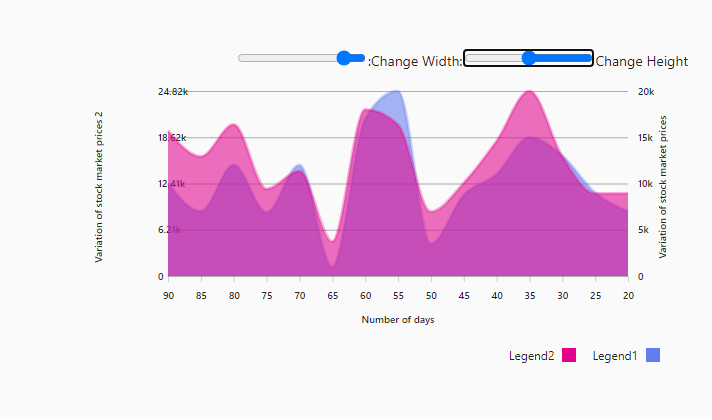 :Change Width:
Change Height
24.82k
18.62k
12.41k
6.21k
0
Variation of stock market prices 2
20k
15k
10k
5k
0
Variation of stock market prices
90 85 80 75 70 65 60 55 50 45 40 35 30 25 20
Number of days
Legend2 Legend1